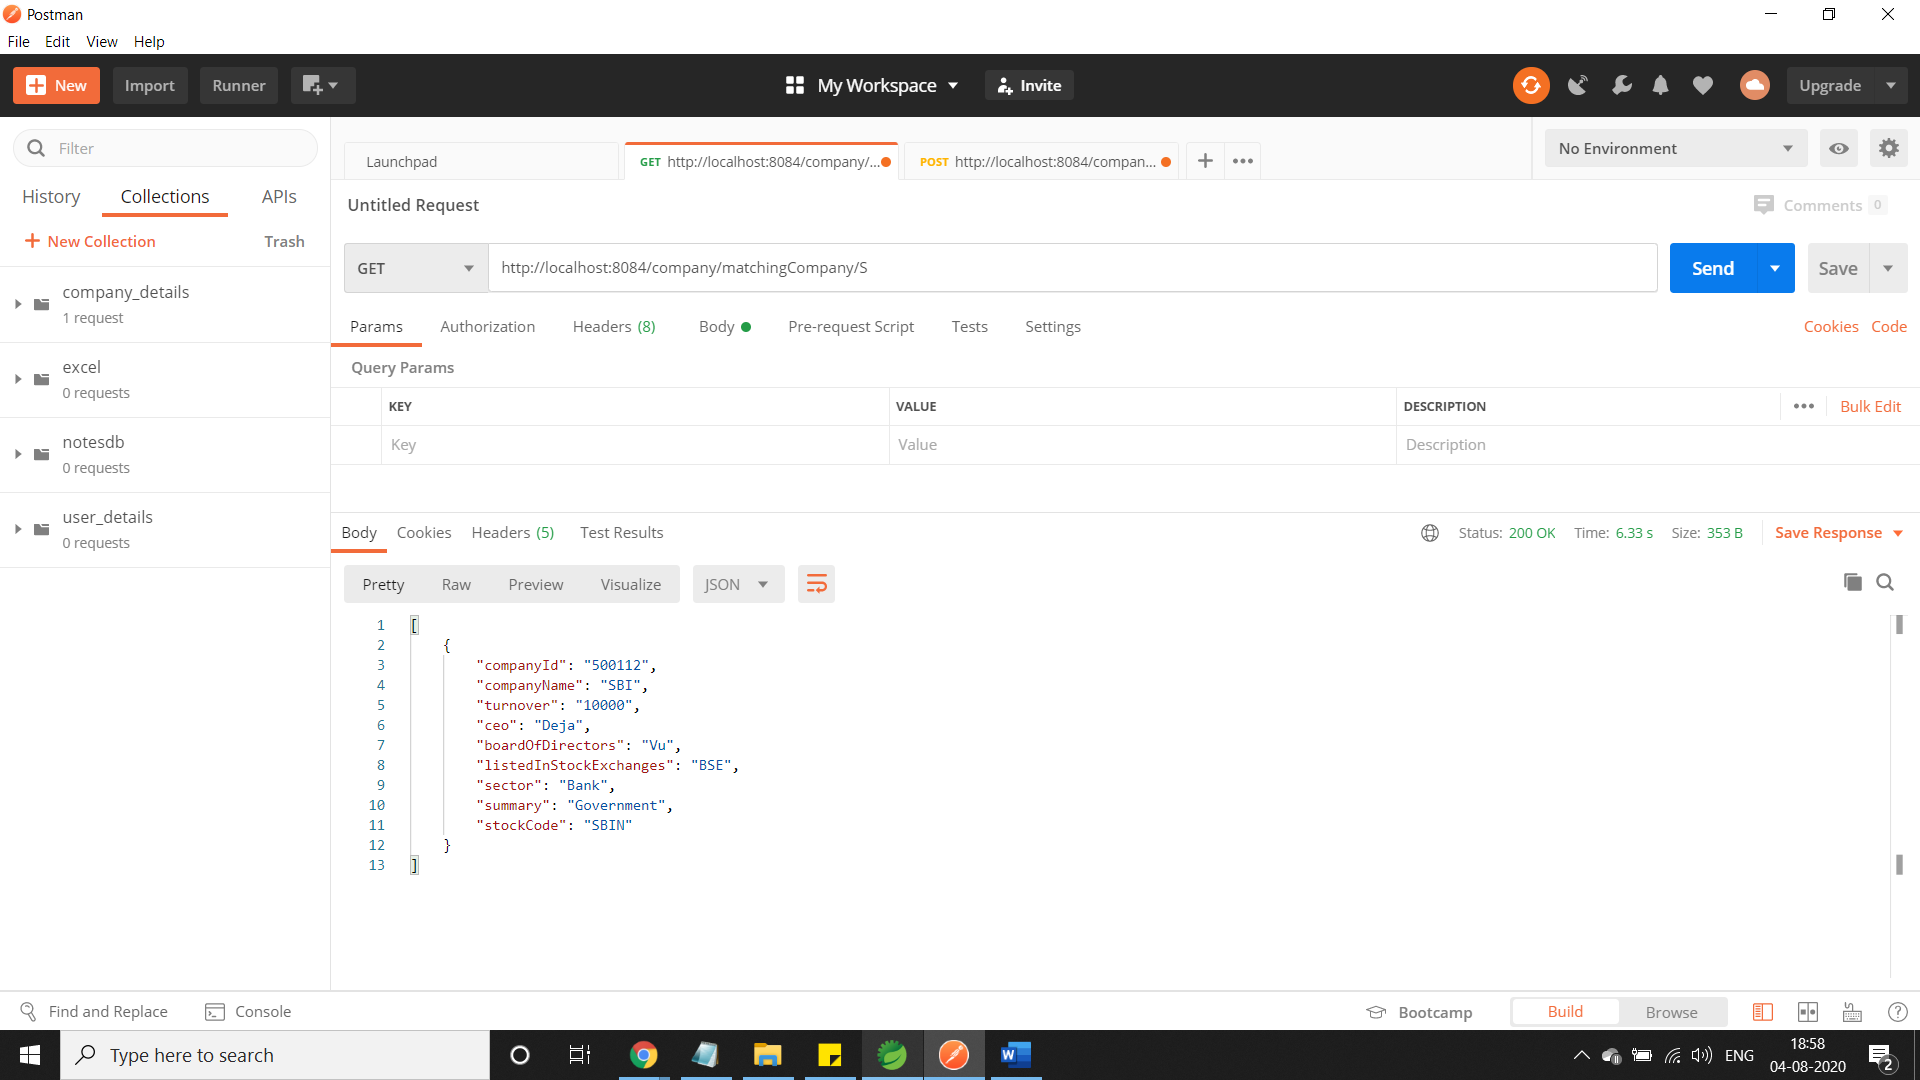 Postman
File Edit View Help
New Import Runner My Workspace Invite Upgrade
Filter
Launchpad GET http://localhost:8084/company/... POST http://localhost:8084/compan... No Environment
History Collections APIs
Untitled Request Comments 0
New Collection Trash
GET http://localhost:8084/company/matchingCompany/S Send Save
company_details
1 request
Params Authorization Headers (8) Body Pre-request Script Tests Settings Cookies Code
excel
0 requests
Query Params
KEY VALUE DESCRIPTION Bulk Edit
Key Value Description
notesdb
0 requests
user_details
0 requests
Body Cookies Headers (5) Test Results Status: 200 OK Time: 6.33 s Size: 353 B Save Response
Pretty Raw Preview Visualize JSON
1 [
2 {
3 "companyId": "500112",
4 "companyName": "SBI",
5 "turnover": "10000",
6 "ceo": "Deja",
7 "boardOfDirectors": "Vu",
8 "listedInStockExchanges": "BSE",
9 "sector": "Bank",
10 "summary": "Government",
11 "stockCode": "SBIN"
12 }
13 ]
Find and Replace Console Bootcamp Build Browse
Type here to search W ENG 18:58
04-08-2020 2